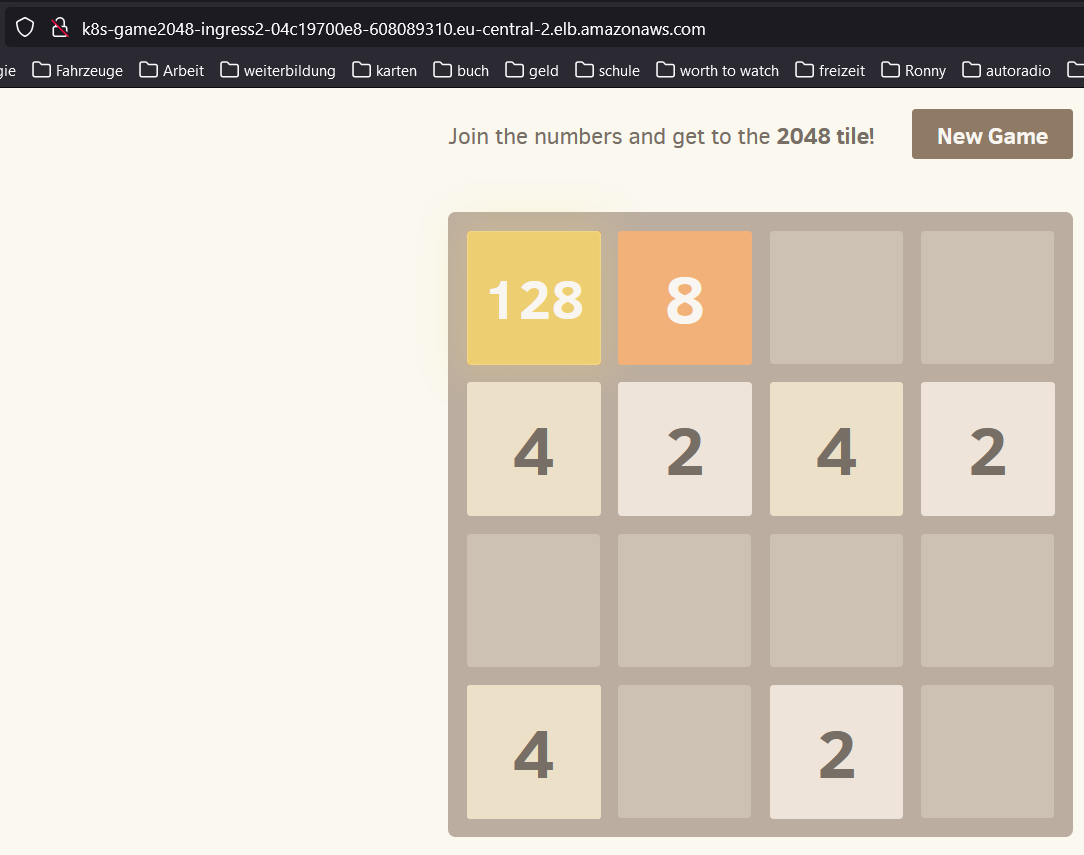 k8s-game2048-ingress2-04c19700e8-608089310.eu-central-2.elb.amazonaws.com
gie Fahrzeuge Arbeit weiterbildung karten buch geld schule worth to watch freizeit Ronny autoradio
Join the numbers and get to the 2048 tile! New Game
128 8
4 2 4 2
4 2